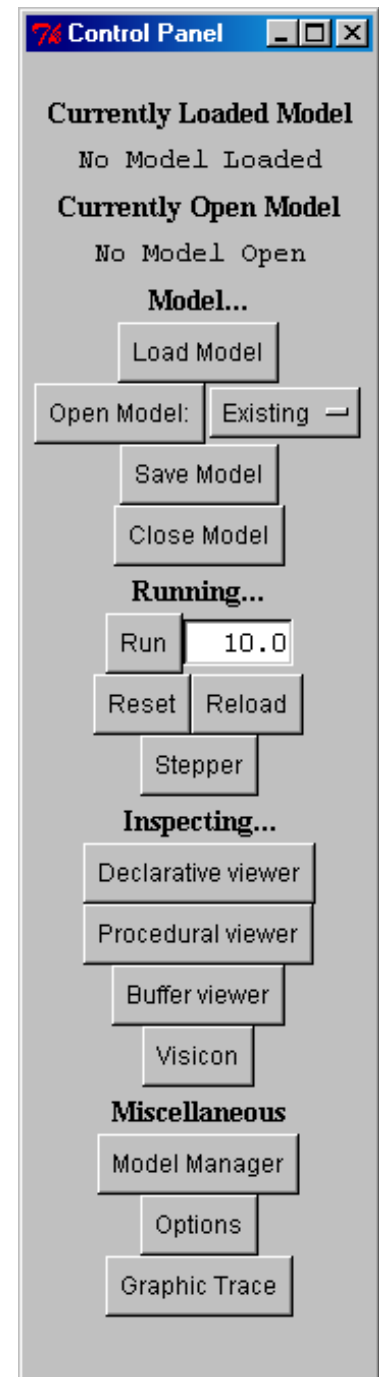 Control Panel
Currently Loaded Model
No Model Loaded
Currently Open Model
No Model Open
Model...
Load Model
Open Model: Existing
Save Model
Close Model
Running...
Run 10.0
Reset Reload
Stepper
Inspecting...
Declarative viewer
Procedural viewer
Buffer viewer
Visicon
Miscellaneous
Model Manager
Options
Graphic Trace